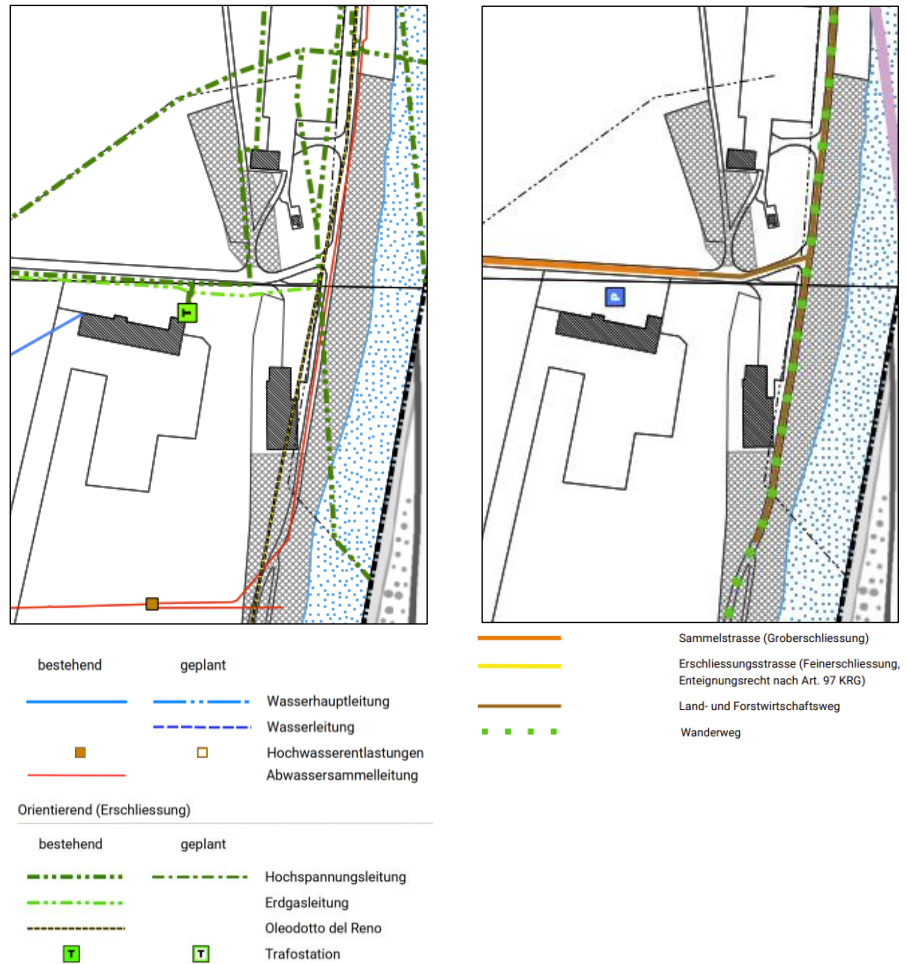 T
P
bestehend geplant
Wasserhauptleitung
Wasserleitung
Hochwasserentlastungen
Abwassersammelleitung
Orientierend (Erschliessung)
bestehend geplant
Hochspannungsleitung
Erdgasleitung
Oleodotto del Reno
T T Trafostation
Sammelstrasse (Groberschliessung)
Erschliessungsstrasse (Feinerschliessung,
Enteignungsrecht nach Art. 97 KRG)
Land- und Forstwirtschaftsweg
Wanderweg